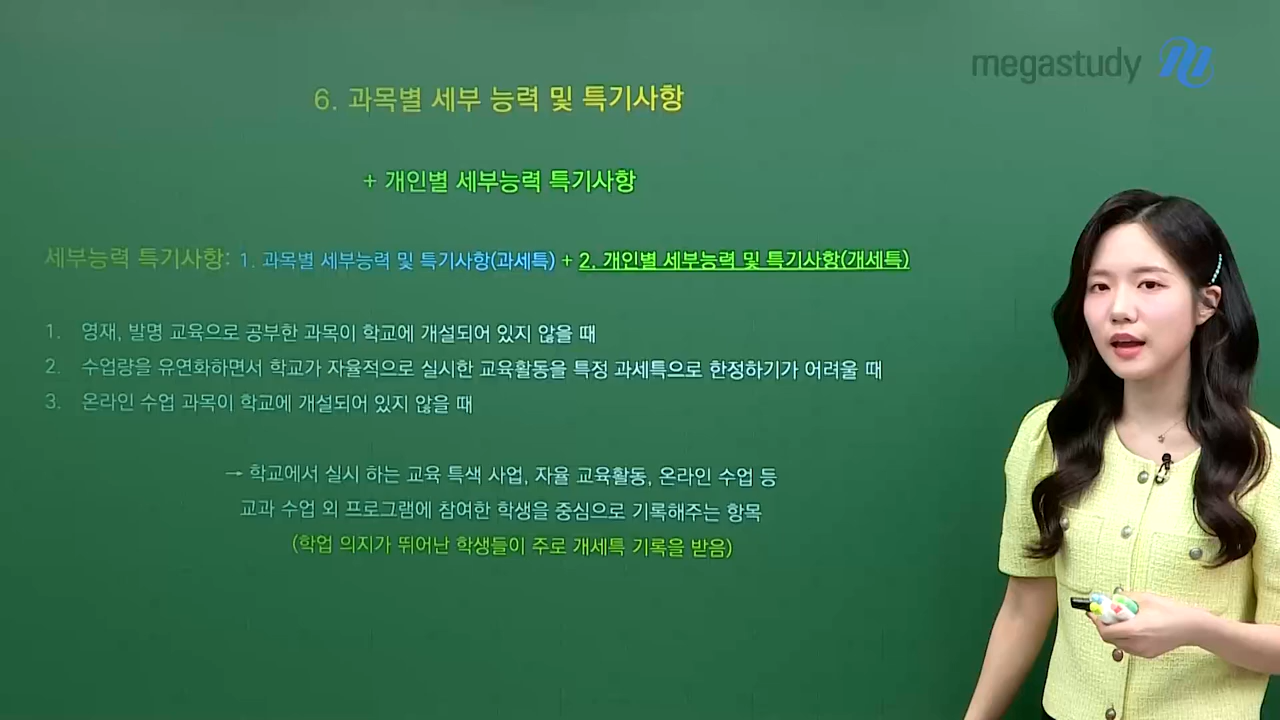 megastudy
6. 과목별 세부 능력 및 특기사항
+ 개인별 세부능력 특기사항
세부능력 특기사항: 1. 과목별 세부능력 및 특기사항(과세특) + 2. 개인별 세부능력 및 특기사항(개세특)
1. 영재, 발명 교육으로 공부한 과목이 학교에 개설되어 있지 않을 때
2. 수업량을 유연화하면서 학교가 자율적으로 실시한 교육활동을 특정 과세특으로 한정하기가 어려울 때
3. 온라인 수업 과목이 학교에 개설되어 있지 않을 때
→ 학교에서 실시 하는 교육 특색 사업, 자율 교육활동, 온라인 수업 등
교과 수업 외 프로그램에 참여한 학생을 중심으로 기록해주는 항목
(학업 의지가 뛰어난 학생들이 주로 개세특 기록을 받음)